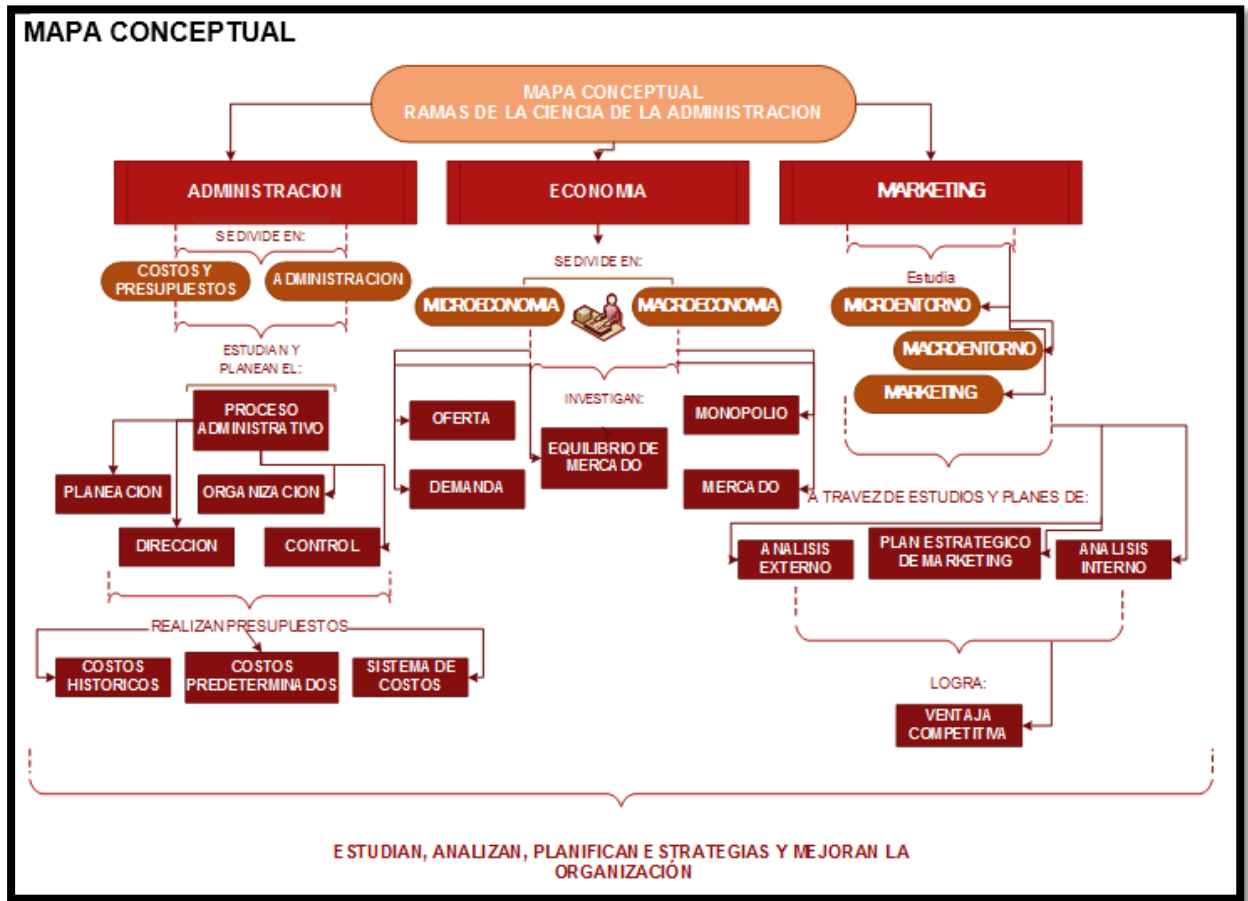 MAPA CONCEPTUAL
MAPA CONCEPTUAL
RAMAS DE LA CIENCIA DE LA ADMINISTRACION
ADMINISTRACION
ECONOMIA
MARKETING
SE DIVIDE EN:
COSTOS Y
PRESUPUESTOS
ADMINISTRACION
ESTUDIAN Y
PLANEAN EL:
PROCESO
ADMINISTRATIVO
PLANEACION
ORGANIZACION
DIRECCION
CONTROL
REALIZAN PRESUPUESTOS
COSTOS
HISTORICOS
COSTOS
PREDETERMINADOS
SISTEMA DE
COSTOS
SE DIVIDE EN:
MICROECONOMIA
MACROECONOMIA
INVESTIGAN:
OFERTA
DEMANDA
EQUILIBRIO DE
MERCADO
MONOPOLIO
MERCADO
Estudia
MICROENTORNO
MACROENTORNO
MARKETING
A TRAVEZ DE ESTUDIOS Y PLANES DE:
ANALISIS
EXTERNO
PLAN ESTRATEGICO
DE MARKETING
ANALISIS
INTERNO
LOGRA:
VENTAJA
COMPETITIVA
ESTUDIAN, ANALIZAN, PLANIFICAN ESTRATEGIAS Y MEJORAN LA
ORGANIZACIÓN